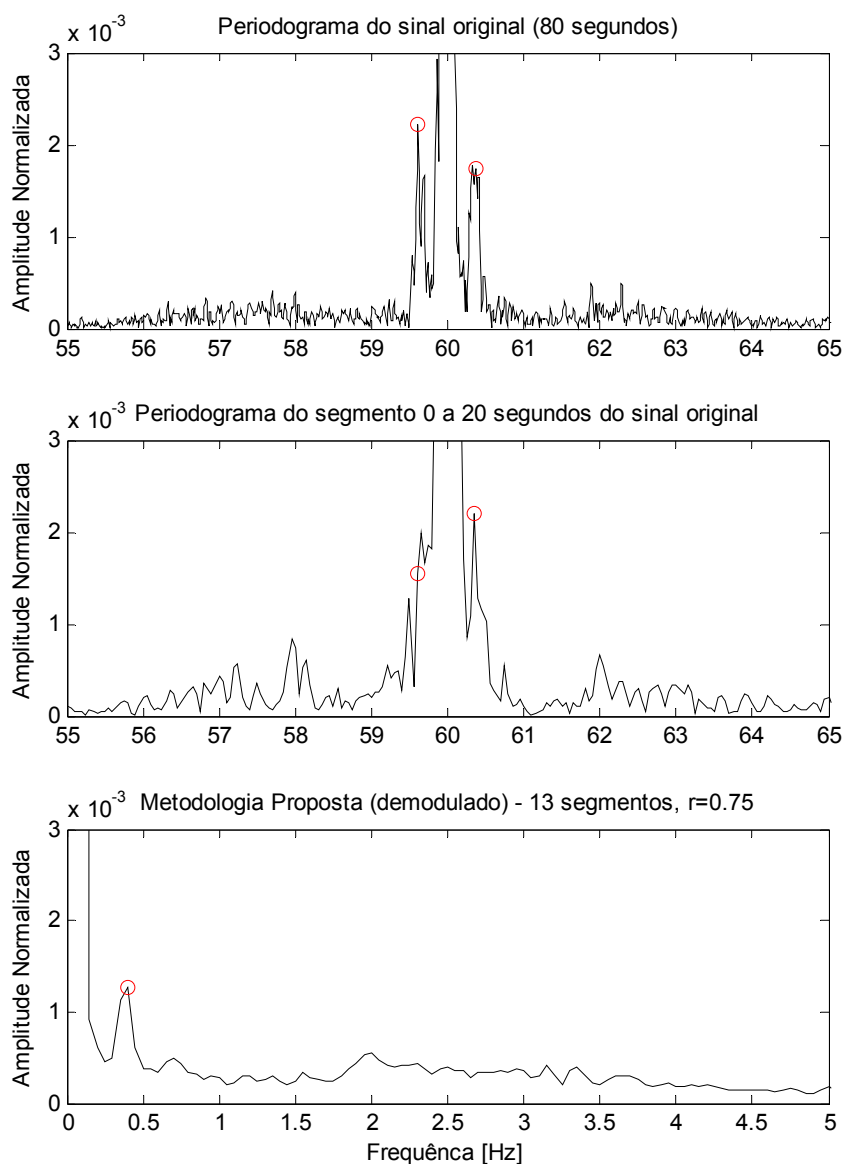 Periodograma do sinal original (80 segundos)
x 10⁻³
3
2
1
0
Amplitude Normalizada
55 56 57 58 59 60 61 62 63 64 65
x 10⁻³ Periodograma do segmento 0 a 20 segundos do sinal original
3
2
1
0
Amplitude Normalizada
55 56 57 58 59 60 61 62 63 64 65
x 10⁻³ Metodologia Proposta (demodulado) - 13 segmentos, r=0.75
3
2
1
0
Amplitude Normalizada
0 0.5 1 1.5 2 2.5 3 3.5 4 4.5 5
Frequênca [Hz]